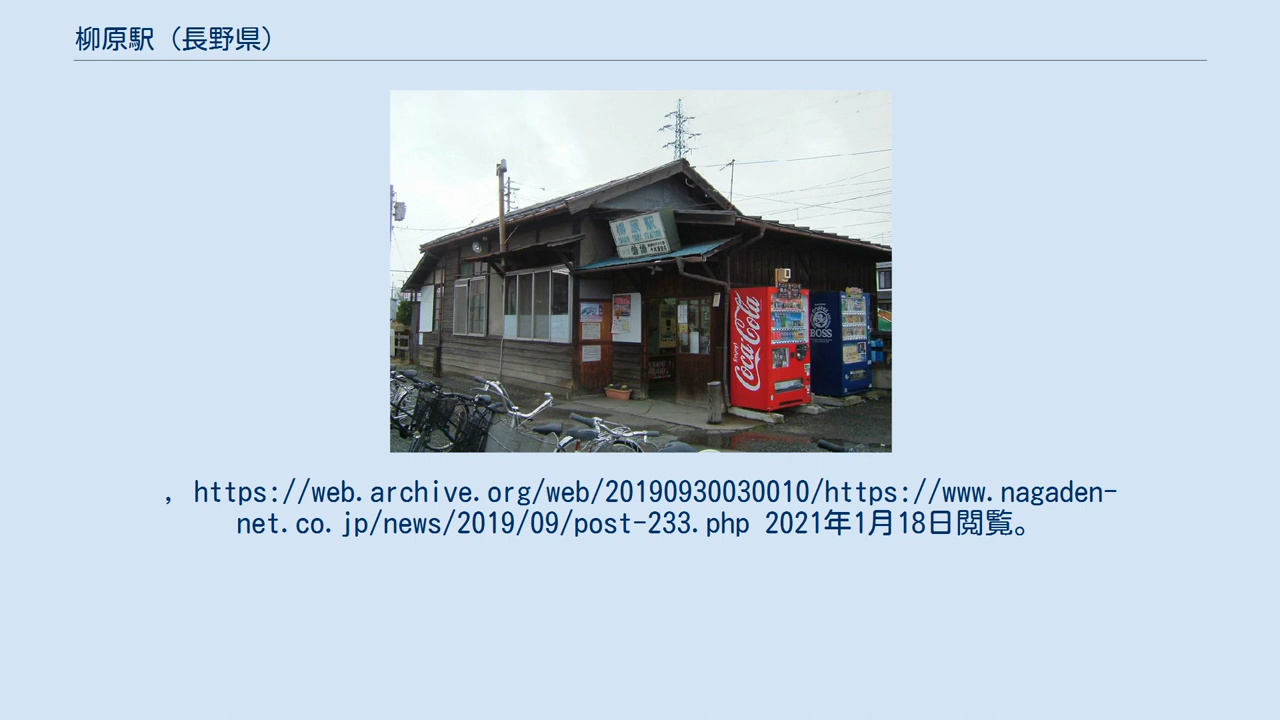 柳原駅（長野県）
柳原駅
Enjoy!
Coca-Cola
BOSS
, https://web.archive.org/web/20190930030010/https://www.nagaden-
net.co.jp/news/2019/09/post-233.php 2021年1月18日閲覧。